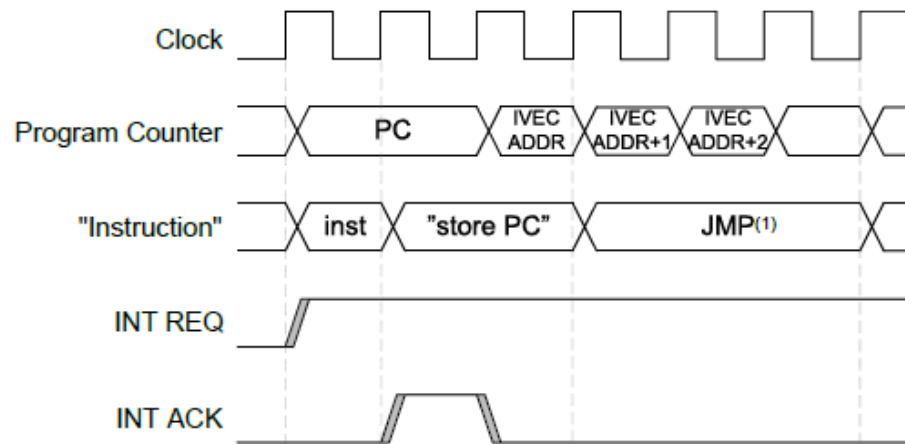 Clock
Program Counter
PC
IVEC
ADDR
IVEC
ADDR+1
IVEC
ADDR+2
"Instruction"
inst
"store PC"
JMP(1)
INT REQ
INT ACK